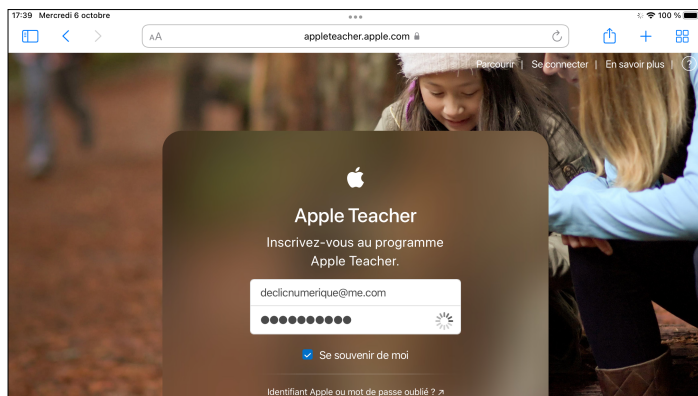 17:39 Mercredi 6 octobre
100 %
AA
appleteacher.apple.com
Parcourir | Se connecter | En savoir plus | ?
Apple Teacher
Inscrivez-vous au programme
Apple Teacher.
declicnumerique@me.com
●●●●●●●●●●
Se souvenir de moi
Identifiant Apple ou mot de passe oublié ? ↗